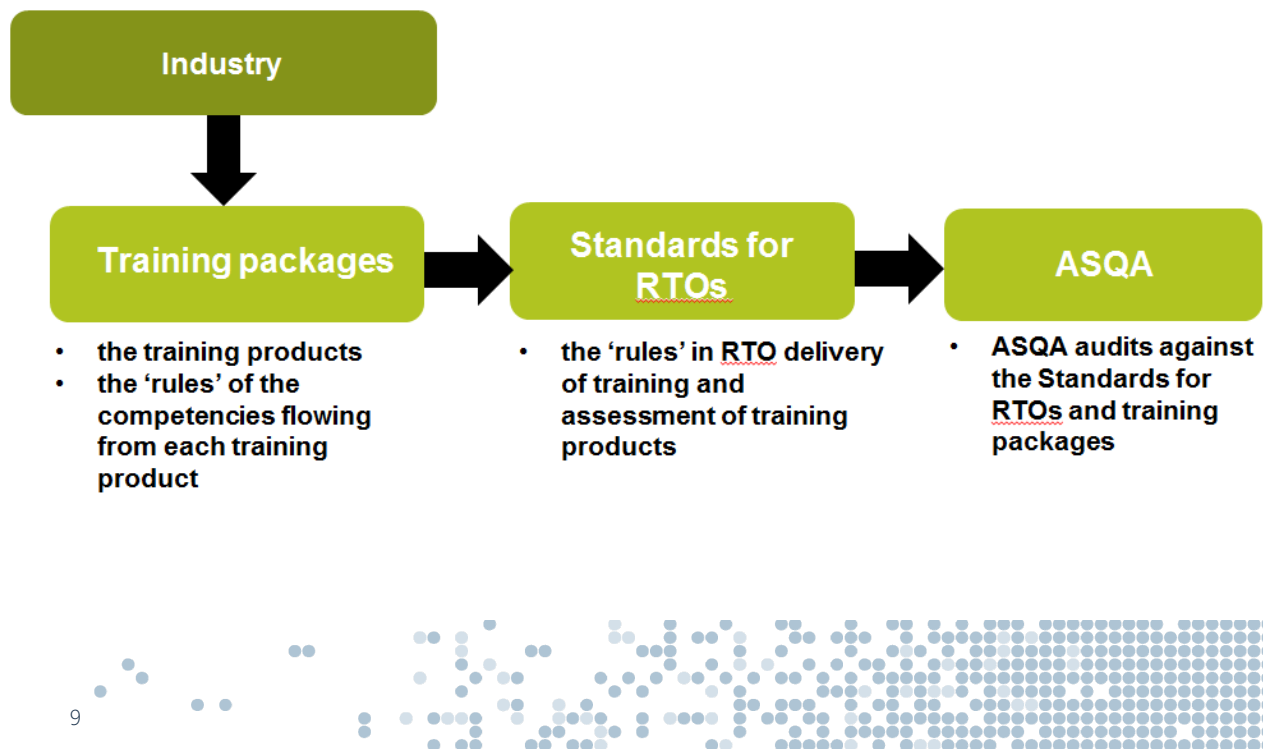 Industry
Training packages
• the training products
• the ‘rules’ of the
competencies flowing
from each training
product
Standards for
RTOs
• the ‘rules’ in RTO delivery
of training and
assessment of training
products
ASQA
• ASQA audits against
the Standards for
RTOs and training
packages
9